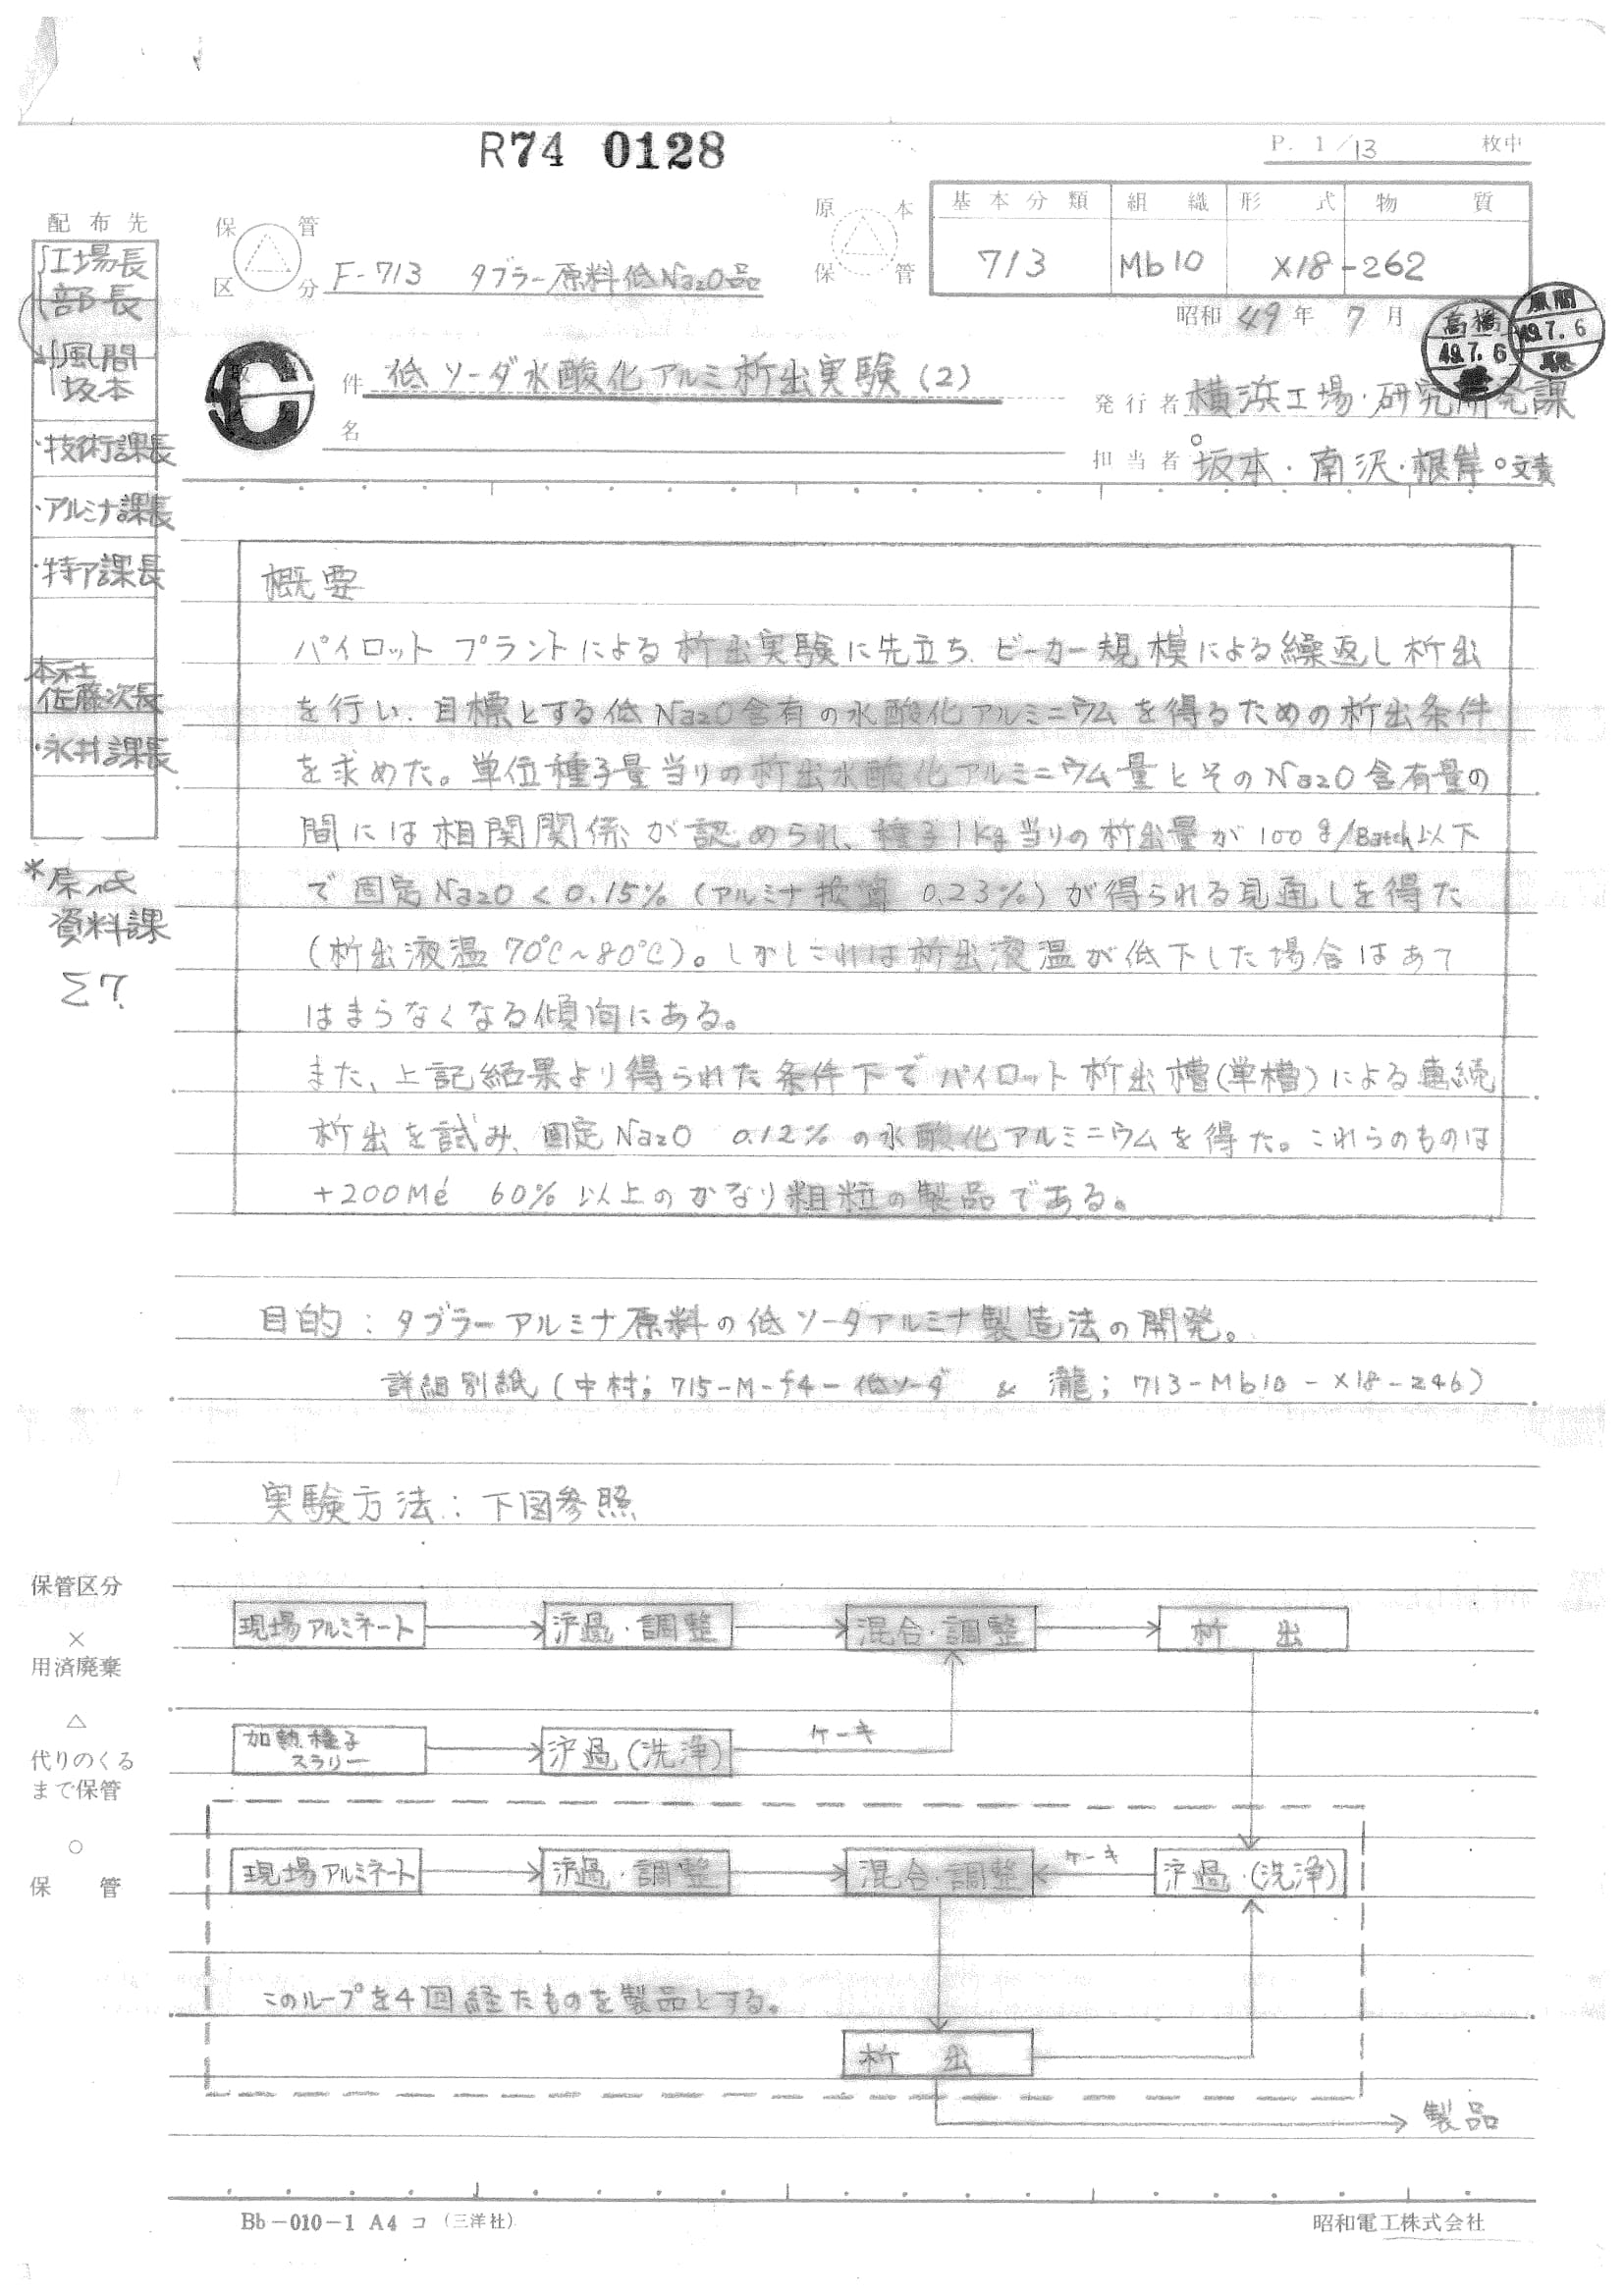 R74 0128
P. 1/13 枚中
配布先
工場長
部長
風間
坂本
・技術課長
・アルミナ課長
・特ア課長
本社
佐藤次長
・永井課長
*原紙
資料課
Σ7
保管
区分
F-713 タブラー原料低Na2O品
原本
保管
基本分類 組織 形式 物質
713 Mb10 X18-262
昭和 49年 7月
高橋
49.7.6
風間
49.7.6
件名 低ソーダ水酸化アルミ析出実験(2)
発行者 横浜工場・研究所
担当者 坂本・南沢・根岸 ○文責
概要
パイロットプラントによる析出実験に先立ち、ビーカー規模による繰返し析出
を行い、目標とする低Na2O含有の水酸化アルミニウムを得るための析出条件
を求めた。単位種子量当りの析出水酸化アルミニウム量とそのNa2O含有量の
間には相関関係が認められ、種子1kg当りの析出量が100g/Batch以下
で固定Na2O<0.15%(アルミナ換算 0.23%)が得られる見通しを得た
(析出液温70℃~80℃)。しかしこれは析出液温が低下した場合はあて
はまらなくなる傾向にある。
また、上記結果より得られた条件下でパイロット析出槽(単槽)による連続
析出を試み、固定Na2O 0.12%の水酸化アルミニウムを得た。これらのものは
+200Mé 60%以上のかなり粗粒の製品である。
目的:タブラーアルミナ原料の低ソーダアルミナ製造法の開発。
詳細別紙(中村; 715-M-f4-低ソーダ & 瀧; 713-Mb10-X18-246)
実験方法:下図参照
保管区分
×
用済廃棄
△
代りのくる
まで保管
○
保管
現場アルミネート 沪過・調整 混合・調整 析出
加熱種子
スラリー
沪過(洗浄) ケーキ
現場アルミネート 沪過・調整 混合・調整 ケーキ 沪過・(洗浄)
このループを4回経たものを製品とする。
析出
製品
Bb-010-1 A4 コ (三洋社)
昭和電工株式会社